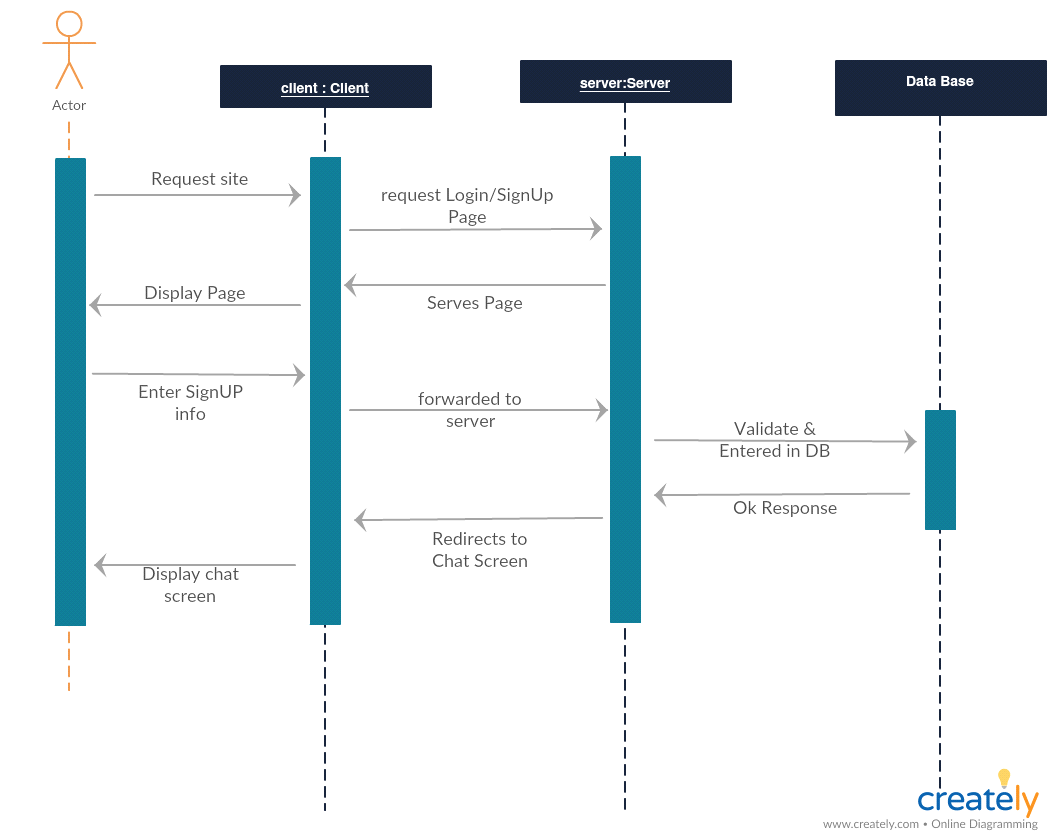 Actor
client : Client
server:Server
Data Base
Request site
request Login/SignUp
Page
Serves Page
Display Page
Enter SignUP
info
forwarded to
server
Validate &
Entered in DB
Ok Response
Redirects to
Chat Screen
Display chat
screen
creately
www.creately.com • Online Diagramming